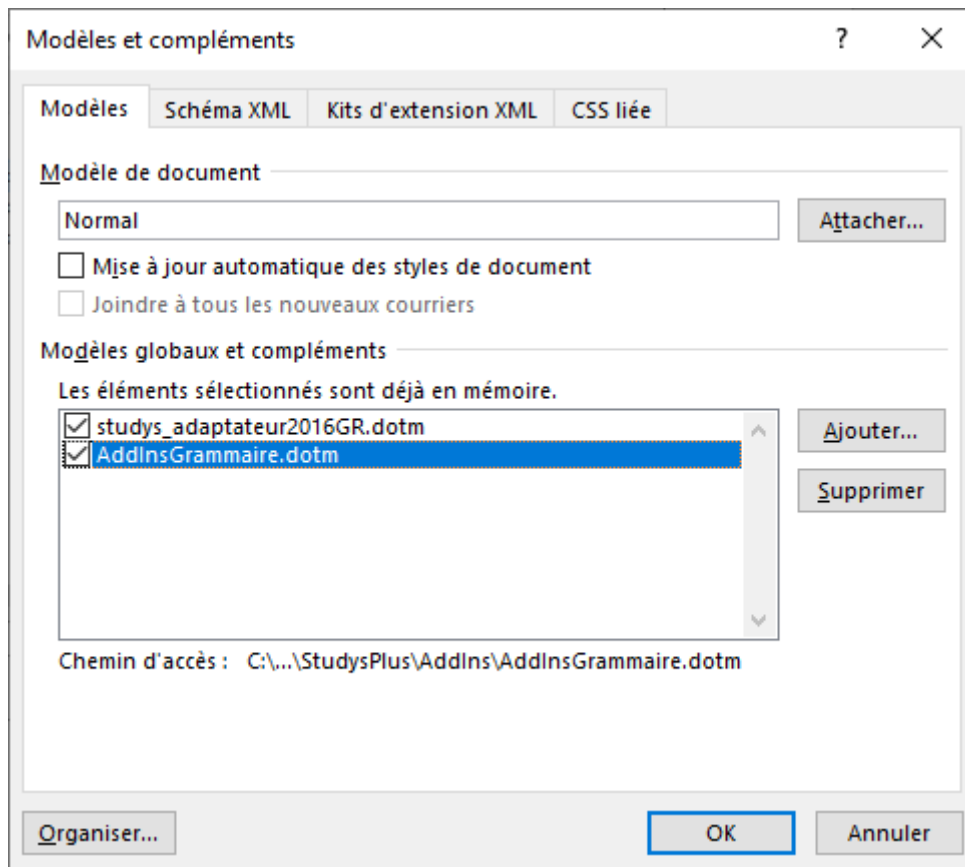 Modèles et compléments ?
Modèles Schéma XML Kits d'extension XML CSS liée
Modèle de document
Normal Attacher...
Mise à jour automatique des styles de document
Joindre à tous les nouveaux courriers
Modèles globaux et compléments
Les éléments sélectionnés sont déjà en mémoire.
studys_adaptateur2016GR.dotm Ajouter...
AddInsGrammaire.dotm
Supprimer
Chemin d'accès : C:\...\StudysPlus\AddIns\AddInsGrammaire.dotm
Organiser... OK Annuler